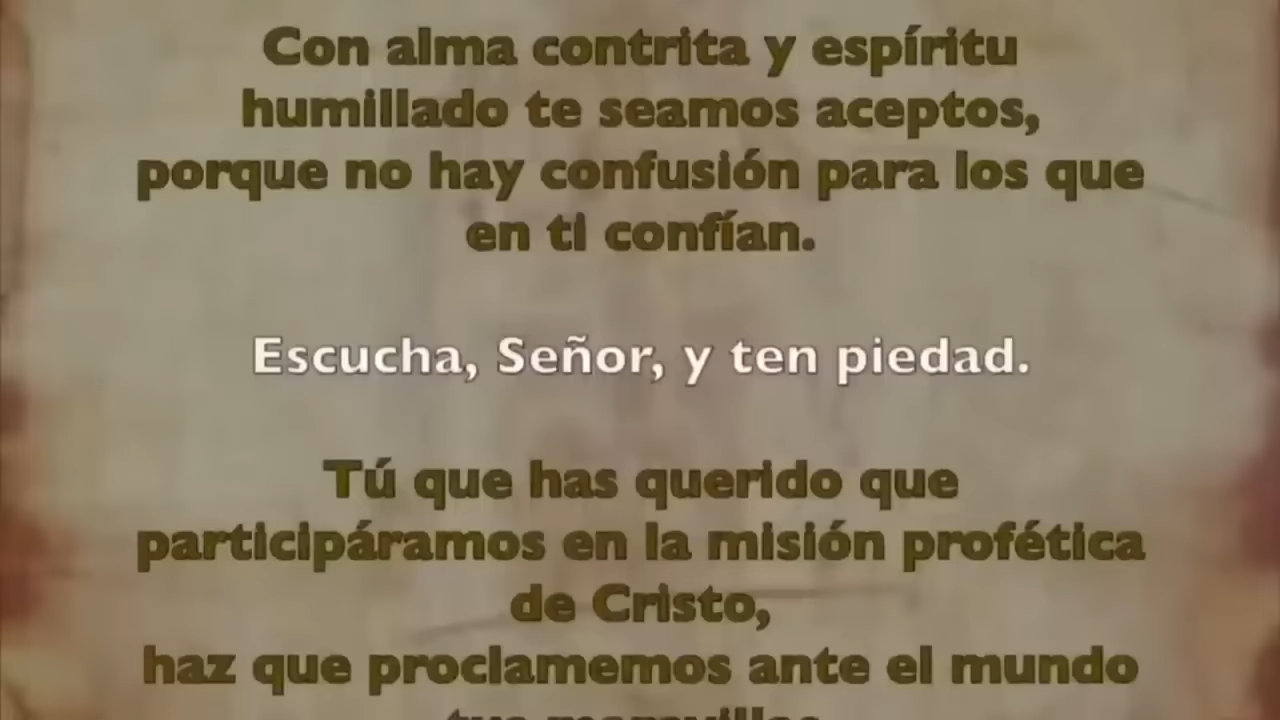 Con alma contrita y espíritu
humillado te seamos aceptos,
porque no hay confusión para los que
en ti confían.
Escucha, Señor, y ten piedad.
Tú que has querido que
participáramos en la misión profética
de Cristo,
haz que proclamemos ante el mundo